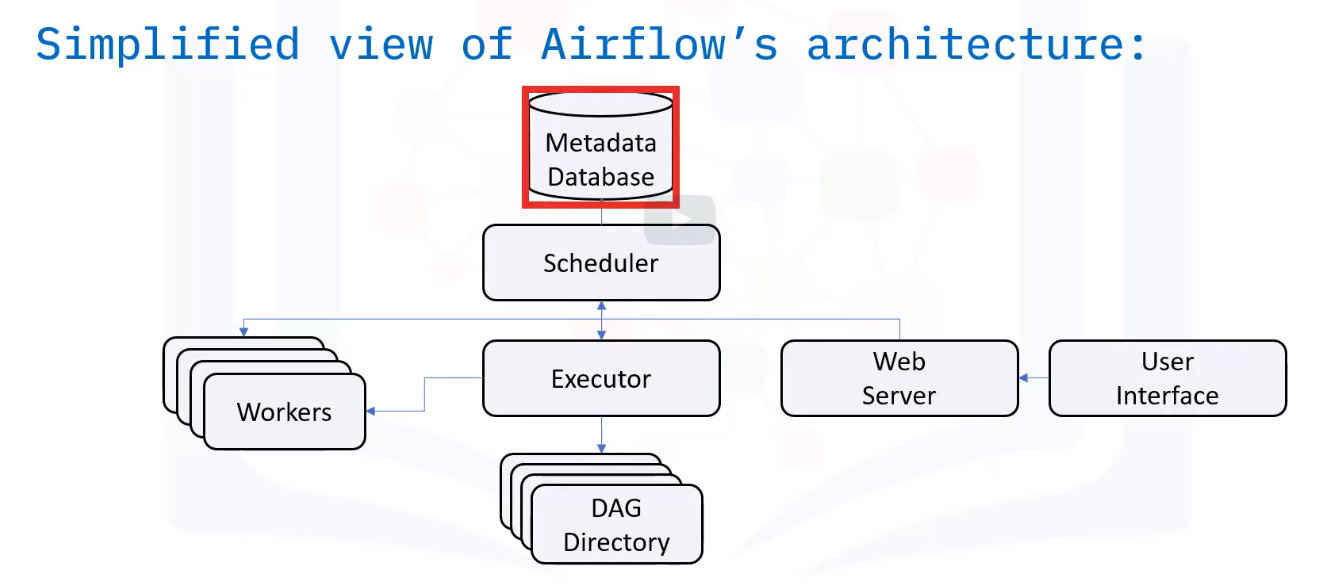 Simplified view of Airflow’s architecture:
Metadata
Database
Scheduler
Workers
Executor
Web
Server
User
Interface
DAG
Directory